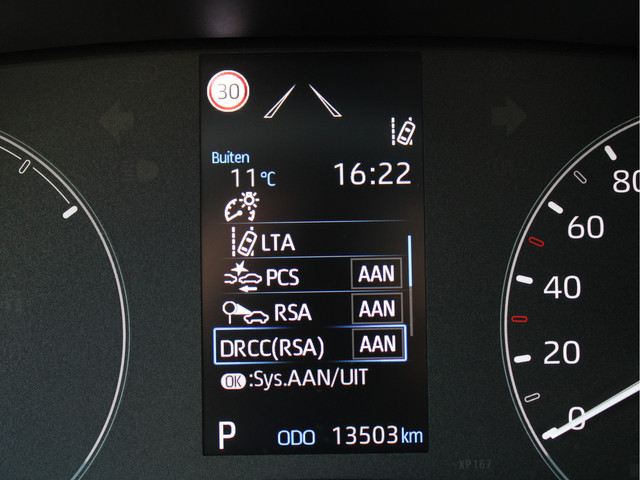 30
Buiten
11°C 16:22
LTA
PCS AAN
RSA AAN
DRCC(RSA) AAN
OK :Sys.AAN/UIT
P ODO 13503 km
80
60
40
20
0
XP167